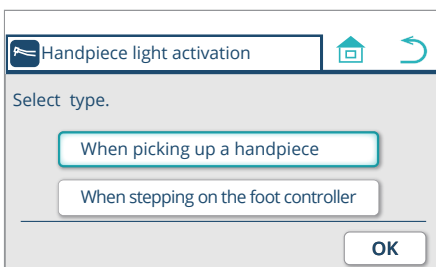 Handpiece light activation
Select type.
When picking up a handpiece
When stepping on the foot controller
OK